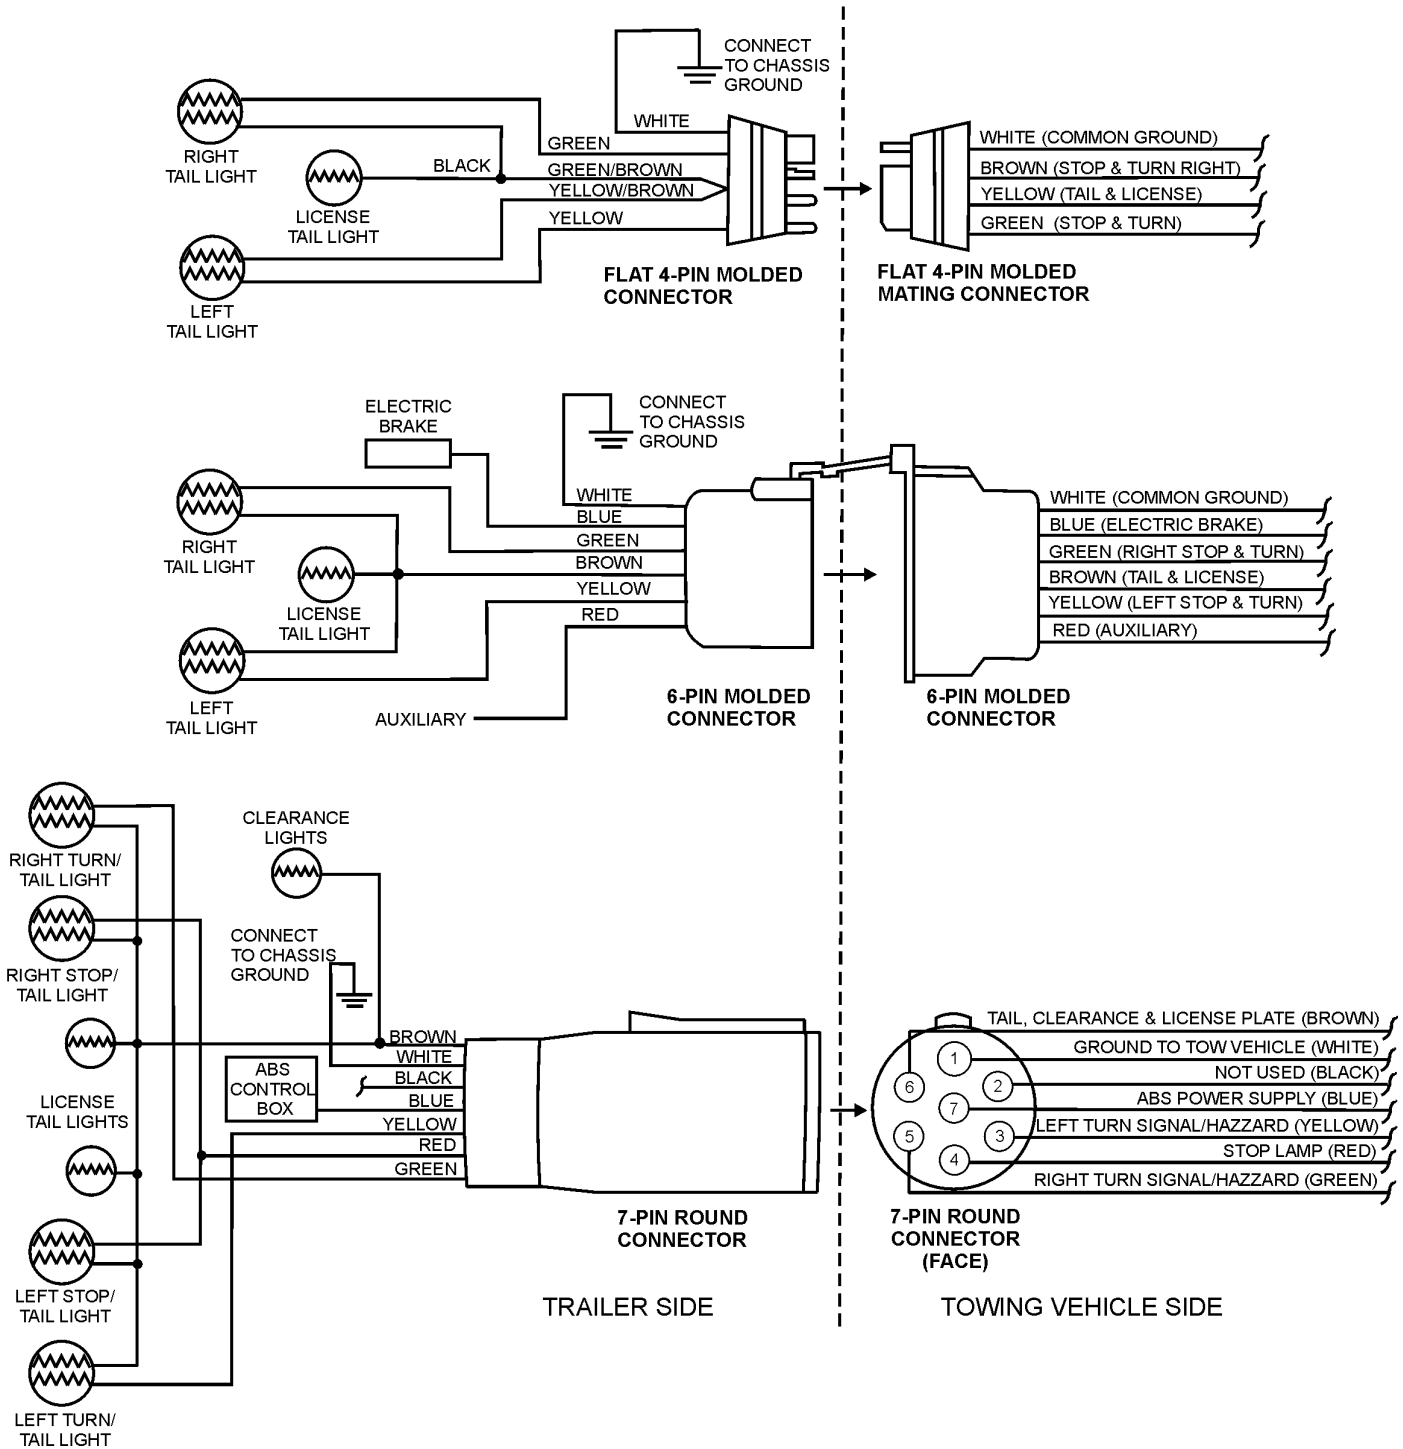 CONNECT
TO CHASSIS
GROUND
WHITE
GREEN
BLACK
GREEN/BROWN
YELLOW/BROWN
YELLOW
RIGHT
TAIL LIGHT
LICENSE
TAIL LIGHT
LEFT
TAIL LIGHT
FLAT 4-PIN MOLDED
CONNECTOR
WHITE (COMMON GROUND)
BROWN (STOP & TURN RIGHT)
YELLOW (TAIL & LICENSE)
GREEN (STOP & TURN)
FLAT 4-PIN MOLDED
MATING CONNECTOR
ELECTRIC
BRAKE
CONNECT
TO CHASSIS
GROUND
WHITE
BLUE
GREEN
BROWN
YELLOW
RED
RIGHT
TAIL LIGHT
LICENSE
TAIL LIGHT
LEFT
TAIL LIGHT
AUXILIARY
6-PIN MOLDED
CONNECTOR
WHITE (COMMON GROUND)
BLUE (ELECTRIC BRAKE)
GREEN (RIGHT STOP & TURN)
BROWN (TAIL & LICENSE)
YELLOW (LEFT STOP & TURN)
RED (AUXILIARY)
6-PIN MOLDED
CONNECTOR
RIGHT TURN/
TAIL LIGHT
CLEARANCE
LIGHTS
RIGHT STOP/
TAIL LIGHT
CONNECT
TO CHASSIS
GROUND
LICENSE
TAIL LIGHTS
ABS
CONTROL
BOX
BROWN
WHITE
BLACK
BLUE
YELLOW
RED
GREEN
LEFT STOP/
TAIL LIGHT
LEFT TURN/
TAIL LIGHT
7-PIN ROUND
CONNECTOR
1
2
3
4
5
6
7
TAIL, CLEARANCE & LICENSE PLATE (BROWN)
GROUND TO TOW VEHICLE (WHITE)
NOT USED (BLACK)
ABS POWER SUPPLY (BLUE)
LEFT TURN SIGNAL/HAZZARD (YELLOW)
STOP LAMP (RED)
RIGHT TURN SIGNAL/HAZZARD (GREEN)
7-PIN ROUND
CONNECTOR
(FACE)
TRAILER SIDE
TOWING VEHICLE SIDE